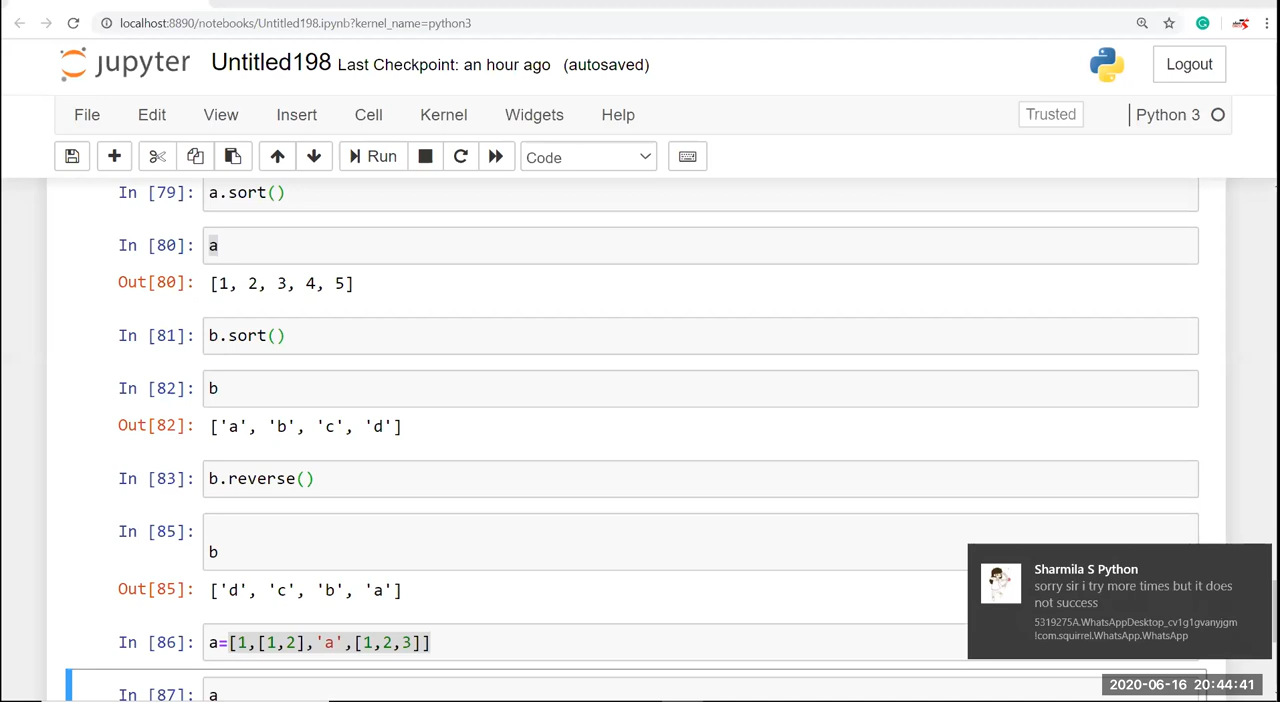 localhost:8890/notebooks/Untitled198.ipynb?kernel_name=python3
jupyter Untitled198 Last Checkpoint: an hour ago (autosaved)
Logout
File Edit View Insert Cell Kernel Widgets Help
Trusted
Python 3
Run
Code
In [79]: a.sort()
In [80]: a
Out[80]: [1, 2, 3, 4, 5]
In [81]: b.sort()
In [82]: b
Out[82]: ['a', 'b', 'c', 'd']
In [83]: b.reverse()
In [85]:
b
Out[85]: ['d', 'c', 'b', 'a']
In [86]: a=[1,[1,2],'a',[1,2,3]]
In [87]: a
Sharmila S Python
sorry sir i try more times but it does
not success
5319275A.WhatsAppDesktop_cv1g1gvanyjgm
!com.squirrel.WhatsApp.WhatsApp
2020-06-16 20:44:41